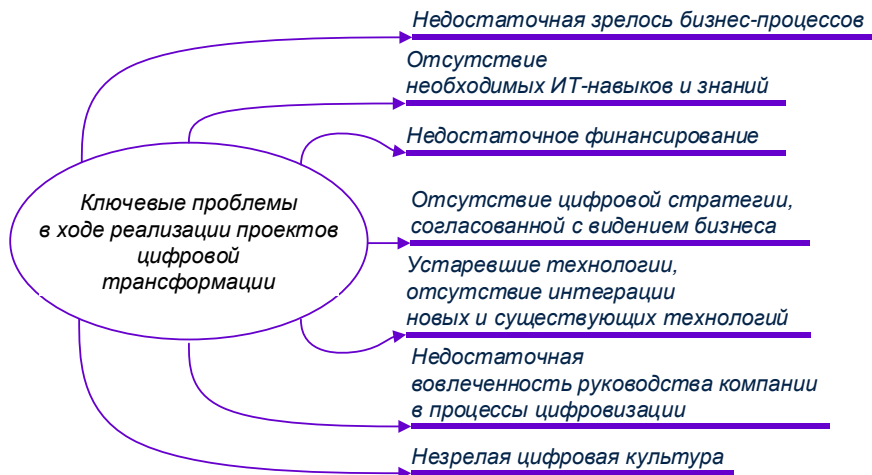 Недостаточная зрелось бизнес-процессов
Отсутствие
необходимых ИТ-навыков и знаний
Недостаточное финансирование
Ключевые проблемы
в ходе реализации проектов
цифровой
трансформации
Отсутствие цифровой стратегии,
согласованной с видением бизнеса
Устаревшие технологии,
отсутствие интеграции
новых и существующих технологий
Недостаточная
вовлеченность руководства компании
в процессы цифровизации
Незрелая цифровая культура